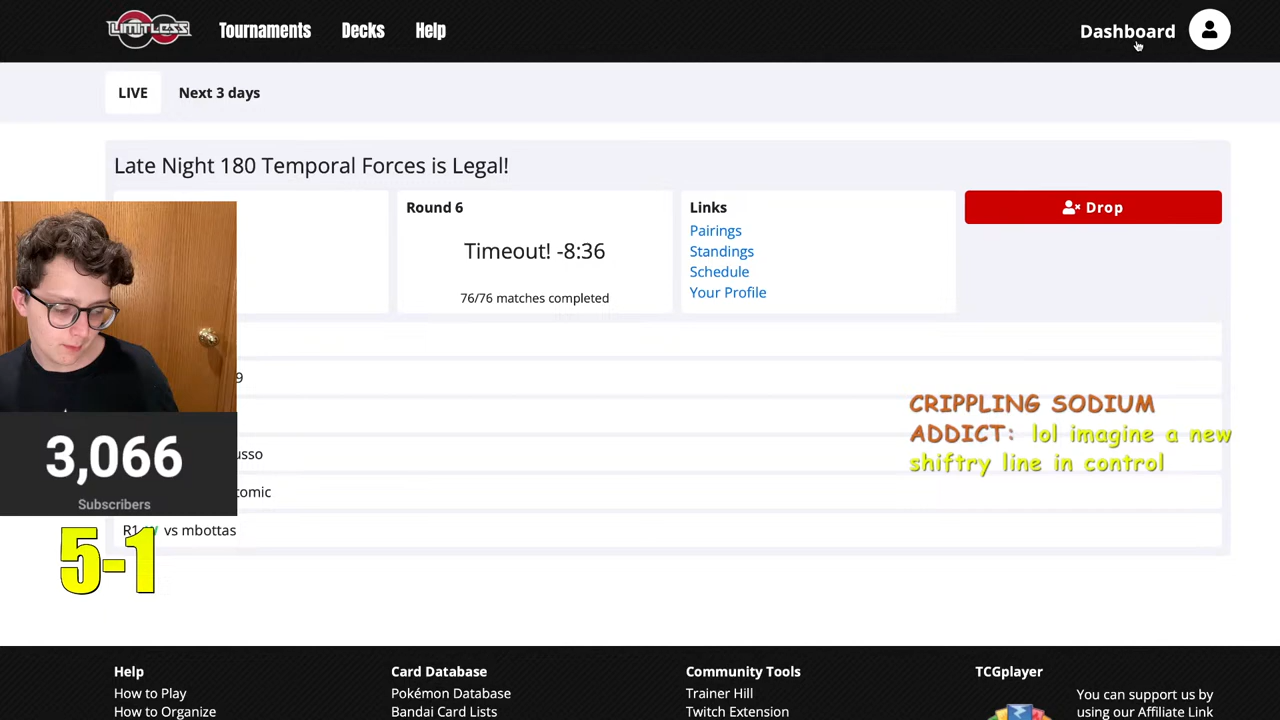 LIMITLESS
Tournaments
Decks
Help
Dashboard
LIVE
Next 3 days
Late Night 180 Temporal Forces is Legal!
Round 6
Timeout! -8:36
76/76 matches completed
Links
Pairings
Standings
Schedule
Your Profile
Drop
9
CRIPPLING SODIUM
ADDICT: lol imagine a new
shiftry line in control
usso
tomic
R1 vs mbottas
3,066
Subscribers
5-1
Help
How to Play
How to Organize
Card Database
Pokémon Database
Bandai Card Lists
Community Tools
Trainer Hill
Twitch Extension
TCGplayer
You can support us by
using our Affiliate Link